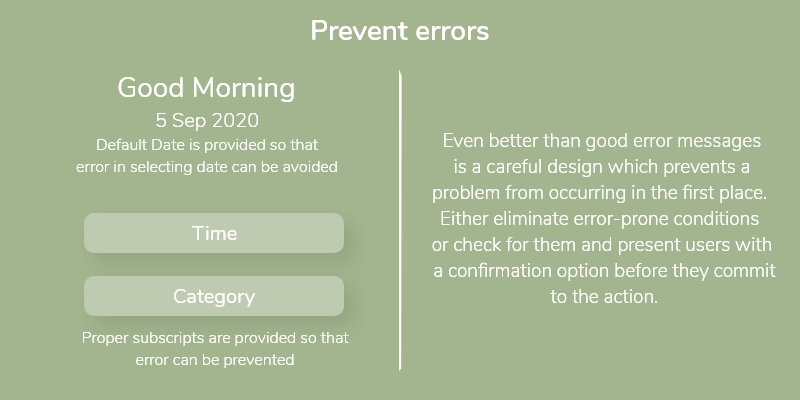 Prevent errors
Good Morning
5 Sep 2020
Default Date is provided so that
error in selecting date can be avoided
Time
Category
Proper subscripts are provided so that
error can be prevented
Even better than good error messages
is a careful design which prevents a
problem from occurring in the first place.
Either eliminate error-prone conditions
or check for them and present users with
a confirmation option before they commit
to the action.